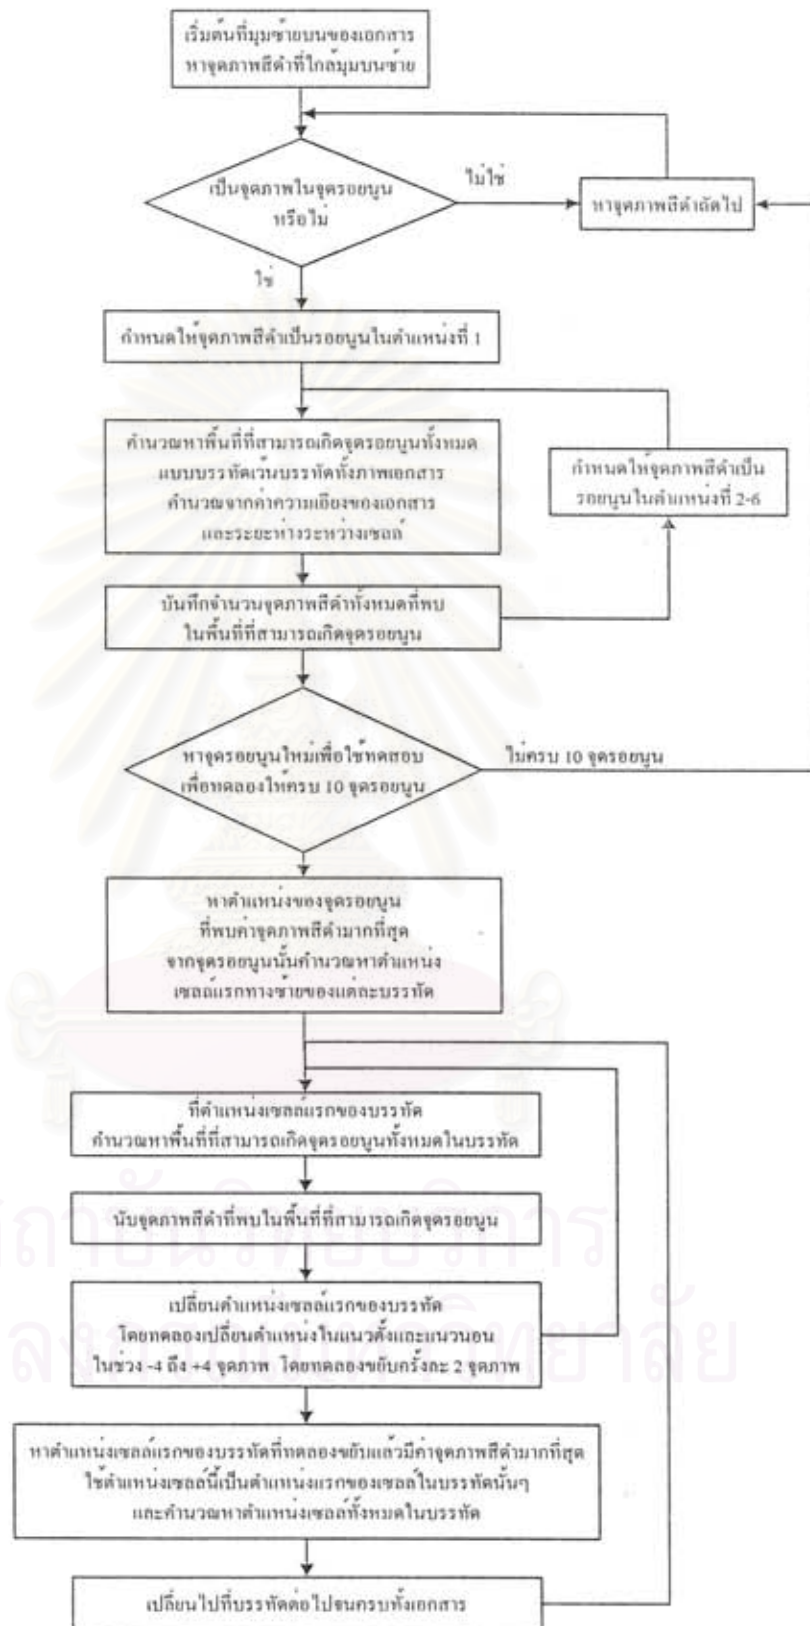 เริ่มต้นที่มุมซ้ายบนของเอกสาร
หาจุดภาพสีดำที่ใกล้มุมบนซ้าย
เป็นจุดภาพในจุดรอยนูน
หรือไม่
ไม่ใช่
หาจุดภาพสีดำถัดไป
ใช่
กำหนดให้จุดภาพสีดำเป็นรอยนูนในตำแหน่งที่ 1
คำนวณหาพื้นที่ที่สามารถเกิดจุดรอยนูนทั้งหมด
แบบบรรทัดเว้นบรรทัดทั้งภาพเอกสาร
คำนวณจากค่าความเอียงของเอกสาร
และระยะห่างระหว่างเซลล์
กำหนดให้จุดภาพสีดำเป็น
รอยนูนในตำแหน่งที่ 2-6
บันทึกจำนวนจุดภาพสีดำทั้งหมดที่พบ
ในพื้นที่ที่สามารถเกิดจุดรอยนูน
หาจุดรอยนูนใหม่เพื่อใช้ทดสอบ
เพื่อทดลองให้ครบ 10 จุดรอยนูน
ไม่ครบ 10 จุดรอยนูน
หาตำแหน่งของจุดรอยนูน
ที่พบค่าจุดภาพสีดำมากที่สุด
จากจุดรอยนูนนั้นคำนวณหาตำแหน่ง
เซลล์แรกทางซ้ายของแต่ละบรรทัด
ที่ตำแหน่งเซลล์แรกของบรรทัด
คำนวณหาพื้นที่ที่สามารถเกิดจุดรอยนูนทั้งหมดในบรรทัด
นับจุดภาพสีดำที่พบในพื้นที่ที่สามารถเกิดจุดรอยนูน
เปลี่ยนตำแหน่งเซลล์แรกของบรรทัด
โดยทดลองเปลี่ยนตำแหน่งในแนวตั้งและแนวนอน
ในช่วง -4 ถึง +4 จุดภาพ โดยทดลองขยับครั้งละ 2 จุดภาพ
หาตำแหน่งเซลล์แรกของบรรทัดที่ทดลองขยับแล้วมีค่าจุดภาพสีดำมากที่สุด
ใช้ตำแหน่งเซลล์นี้เป็นตำแหน่งแรกของเซลล์ในบรรทัดนั้นๆ
และคำนวณหาตำแหน่งเซลล์ทั้งหมดในบรรทัด
เปลี่ยนไปที่บรรทัดต่อไปจนครบทั้งเอกสาร